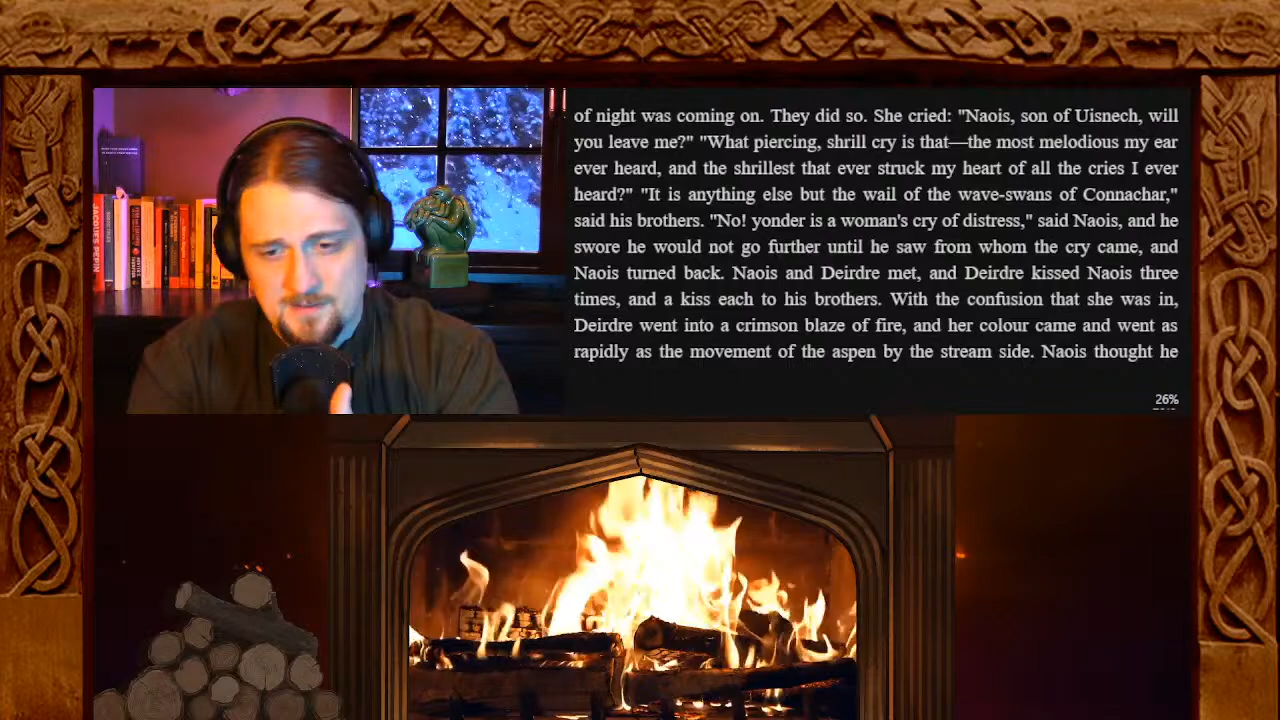 of night was coming on. They did so. She cried: "Naois, son of Uisnech, will
you leave me?" "What piercing, shrill cry is that—the most melodious my ear
ever heard, and the shrillest that ever struck my heart of all the cries I ever
heard?" "It is anything else but the wail of the wave-swans of Connachar,"
said his brothers. "No! yonder is a woman's cry of distress," said Naois, and he
swore he would not go further until he saw from whom the cry came, and
Naois turned back. Naois and Deirdre met, and Deirdre kissed Naois three
times, and a kiss each to his brothers. With the confusion that she was in,
Deirdre went into a crimson blaze of fire, and her colour came and went as
rapidly as the movement of the aspen by the stream side. Naois thought he
26%
JACQUES PÉPIN